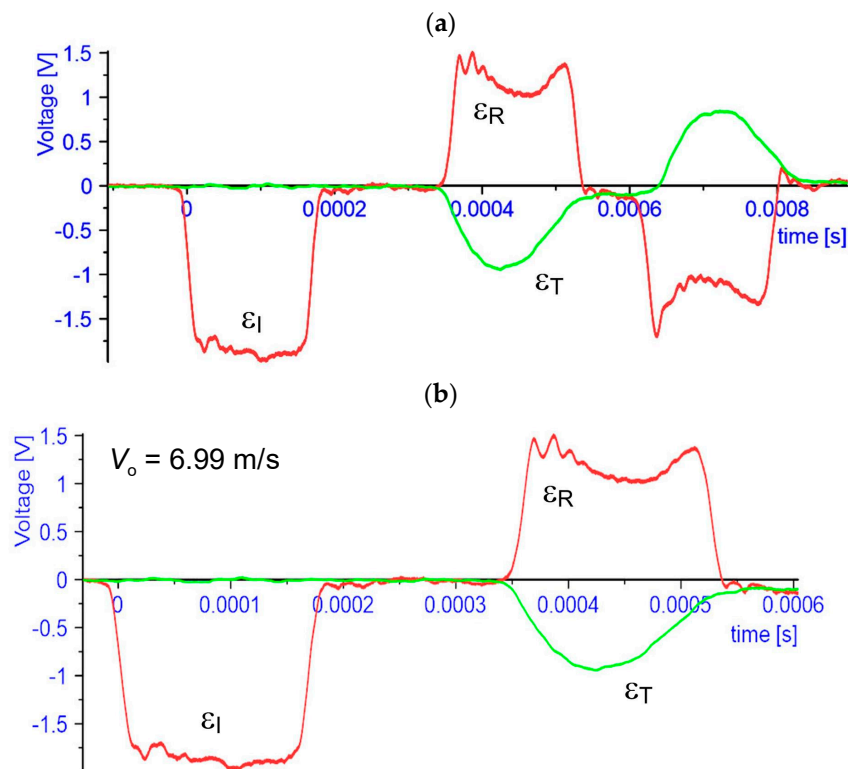 (a)
Voltage [V]
1.5
1
0.5
0
-0.5
-1
-1.5
0
0.0002
0.0004
0.0006
0.0008
time [s]
εR
εT
εI
(b)
Voltage [V]
1.5
1
0.5
0
-0.5
-1
-1.5
Vo = 6.99 m/s
0
0.0001
0.0002
0.0003
0.0004
0.0005
0.0006
time [s]
εR
εT
εI